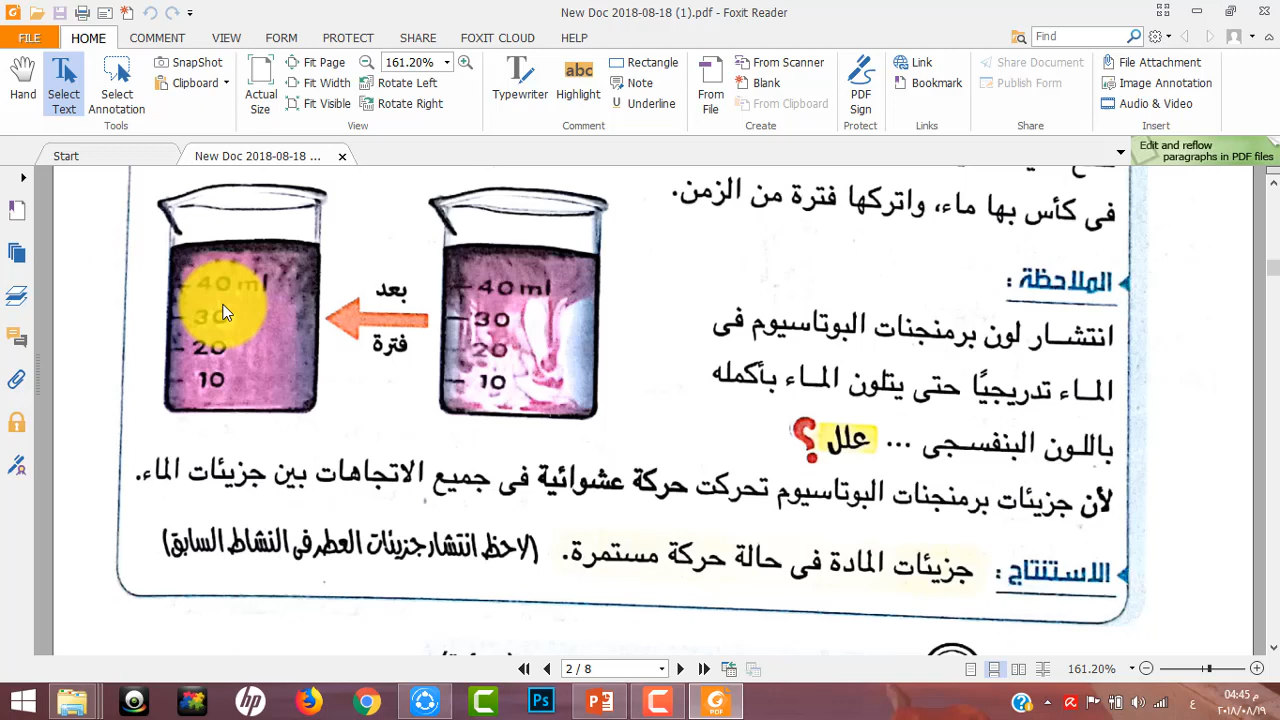 New Doc 2018-08-18 (1).pdf - Foxit Reader
FILE HOME COMMENT VIEW FORM PROTECT SHARE FOXIT CLOUD HELP
Find
Hand
Select Text
Select Annotation
SnapShot
Clipboard
Tools
Actual Size
Fit Page
Fit Width
Fit Visible
161.20%
Rotate Left
Rotate Right
View
Typewriter
Highlight
Rectangle
Note
Underline
Comment
From File
From Scanner
Blank
From Clipboard
Create
PDF Sign
Protect
Link
Bookmark
Links
Share Document
Publish Form
Share
File Attachment
Image Annotation
Audio & Video
Insert
Start
New Doc 2018-08-18 ...
Edit and reflow
paragraphs in PDF files
فى كأس بها ماء، واتركها فترة من الزمن.
الملاحظة :
انتشار لون برمنجنات البوتاسيوم فى
الماء تدريجيًا حتى يتلون الماء بأكمله
باللون البنفسجى ... علل ؟
لأن جزيئات برمنجنات البوتاسيوم تحركت حركة عشوائية فى جميع الاتجاهات بين جزيئات الماء.
الاستنتاج : جزيئات المادة فى حالة حركة مستمرة. (لاحظ انتشار جزيئات العطر فى النشاط السابق)
40 ml
30
20
10
بعد
فترة
40 ml
30
20
10
2 / 8
161.20%
04:45 م
٢٠١٨/٠٨/١٩
ع